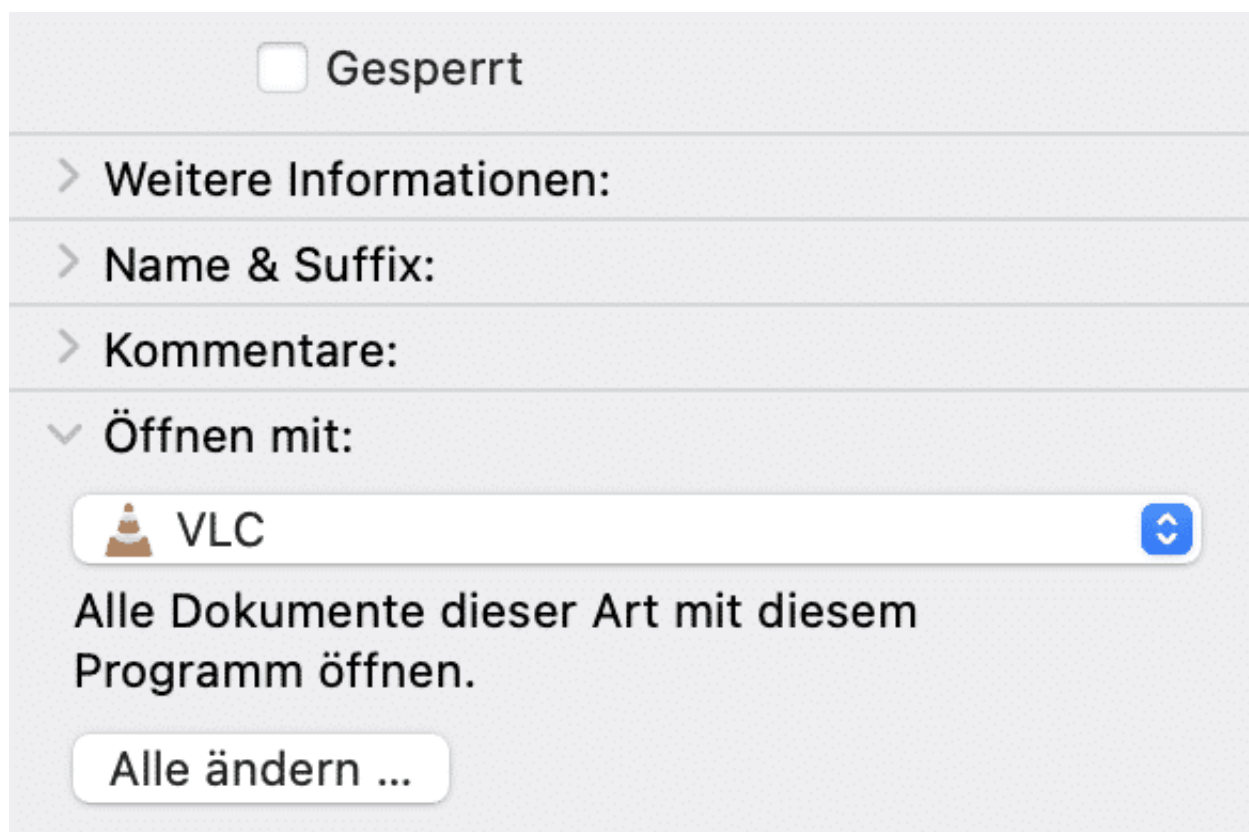 Gesperrt
Weitere Informationen:
Name & Suffix:
Kommentare:
Öffnen mit:
VLC
Alle Dokumente dieser Art mit diesem
Programm öffnen.
Alle ändern ...